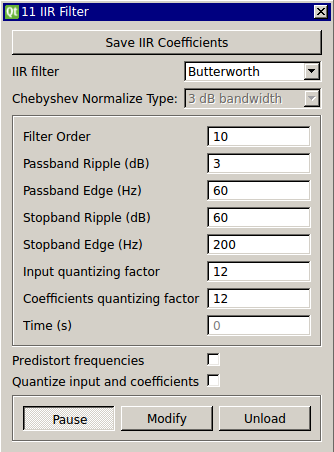 Qt 11 IIR Filter
Save IIR Coefficients
IIR filter Butterworth
Chebyshev Normalize Type: 3 dB bandwidth
Filter Order 10
Passband Ripple (dB) 3
Passband Edge (Hz) 60
Stopband Ripple (dB) 60
Stopband Edge (Hz) 200
Input quantizing factor 12
Coefficients quantizing factor 12
Time (s) 0
Predistort frequencies
Quantize input and coefficients
Pause Modify Unload